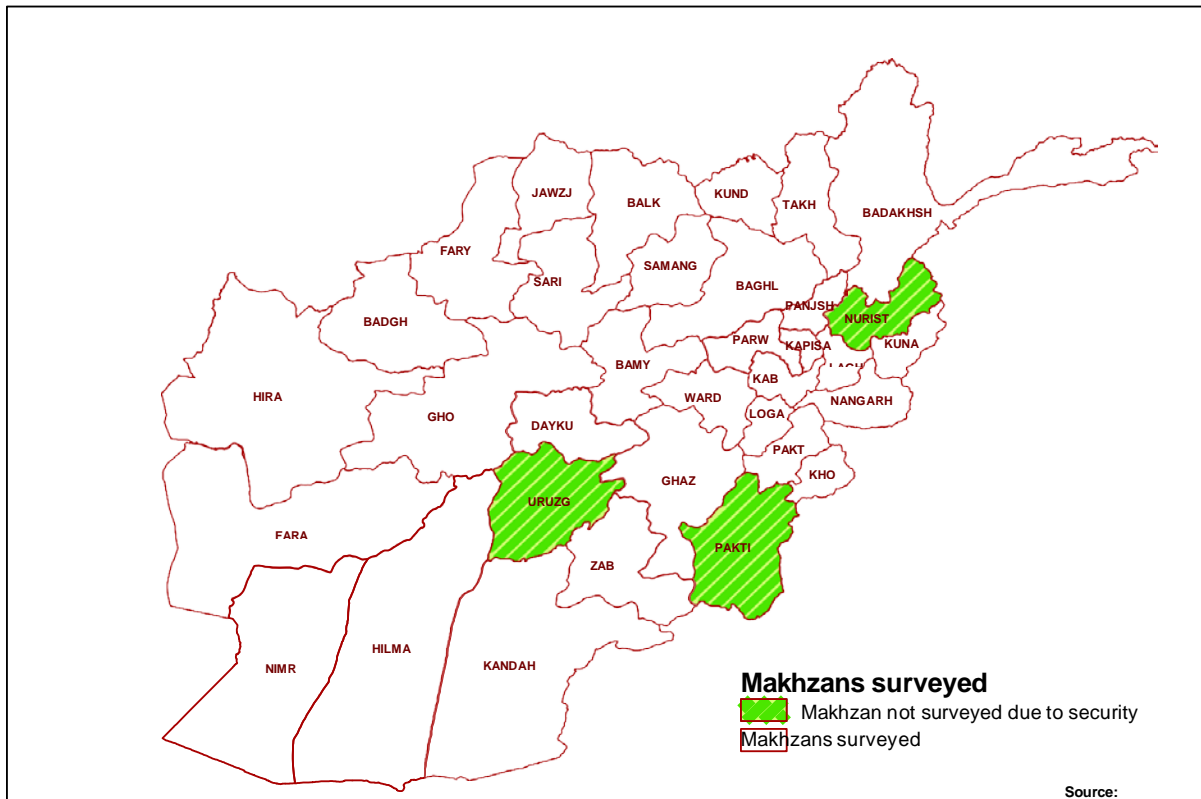 JAWZJ
BALK
KUND
TAKH
BADAKHSH
FARY
SARI
SAMANG
BAGHL
PANJSH
NURIST
BADGH
PARW
KAPISA
KUNA
LAGH
BAMY
KAB
HIRA
WARD
NANGARH
GHO
LOGA
DAYKU
PAKT
GHAZ
KHO
URUZG
FARA
PAKTI
ZAB
HILMA
NIMR
KANDAH
Makhzans surveyed
Makhzan not surveyed due to security
Makhzans surveyed
Source: